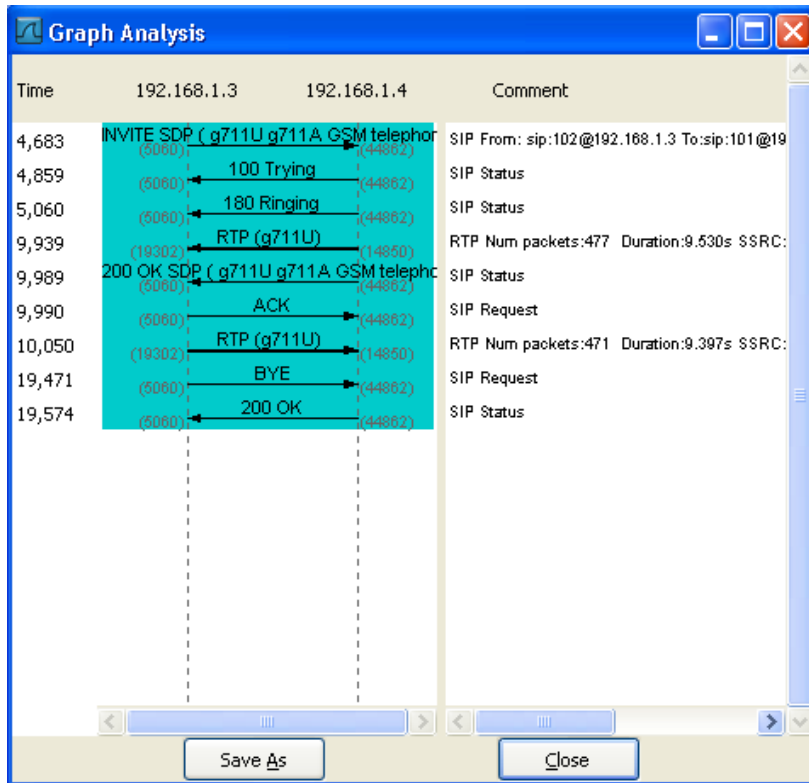 Graph Analysis
Time 192.168.1.3 192.168.1.4 Comment
4,683 INVITE SDP ( g711U g711A GSM telephor SIP From: sip:102@192.168.1.3 To:sip:101@19
(5060) (44862)
4,859 100 Trying SIP Status
(5060) (44862)
5,060 180 Ringing SIP Status
(5060) (44862)
9,939 RTP (g711U) RTP Num packets:477 Duration:9.530s SSRC:
(19302) (14850)
9,989 200 OK SDP ( g711U g711A GSM telephc SIP Status
(5060) (44862)
9,990 ACK SIP Request
(5060) (44862)
10,050 RTP (g711U) RTP Num packets:471 Duration:9.397s SSRC:
(19302) (14850)
19,471 BYE SIP Request
(5060) (44862)
19,574 200 OK SIP Status
(5060) (44862)
Save As Close